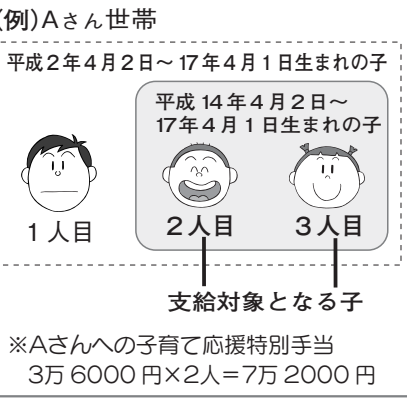 (例)Aさん世帯
平成2年4月2日～17年4月1日生まれの子
平成14年4月2日～
17年4月1日生まれの子
1人目
2人目
3人目
支給対象となる子
※Aさんへの子育て応援特別手当
3万6000円×2人＝7万2000円